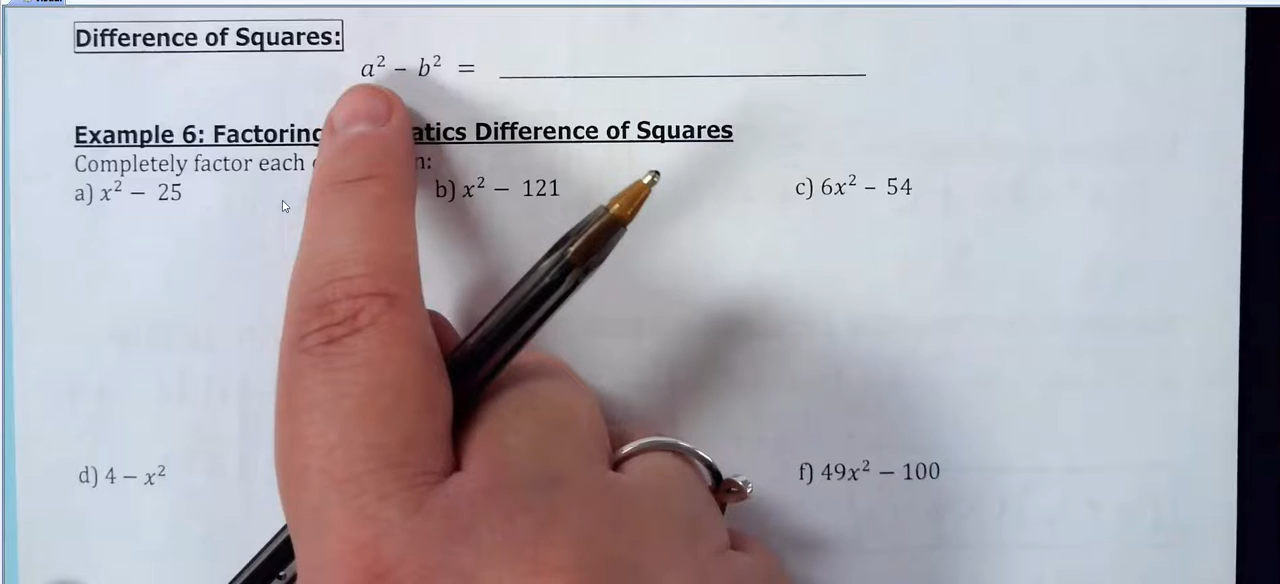 Difference of Squares:
a² – b² = ____________________
Example 6: Factoring Difference of Squares
Completely factor each
a) x² – 25 b) x² – 121 c) 6x² – 54
d) 4 – x² f) 49x² – 100